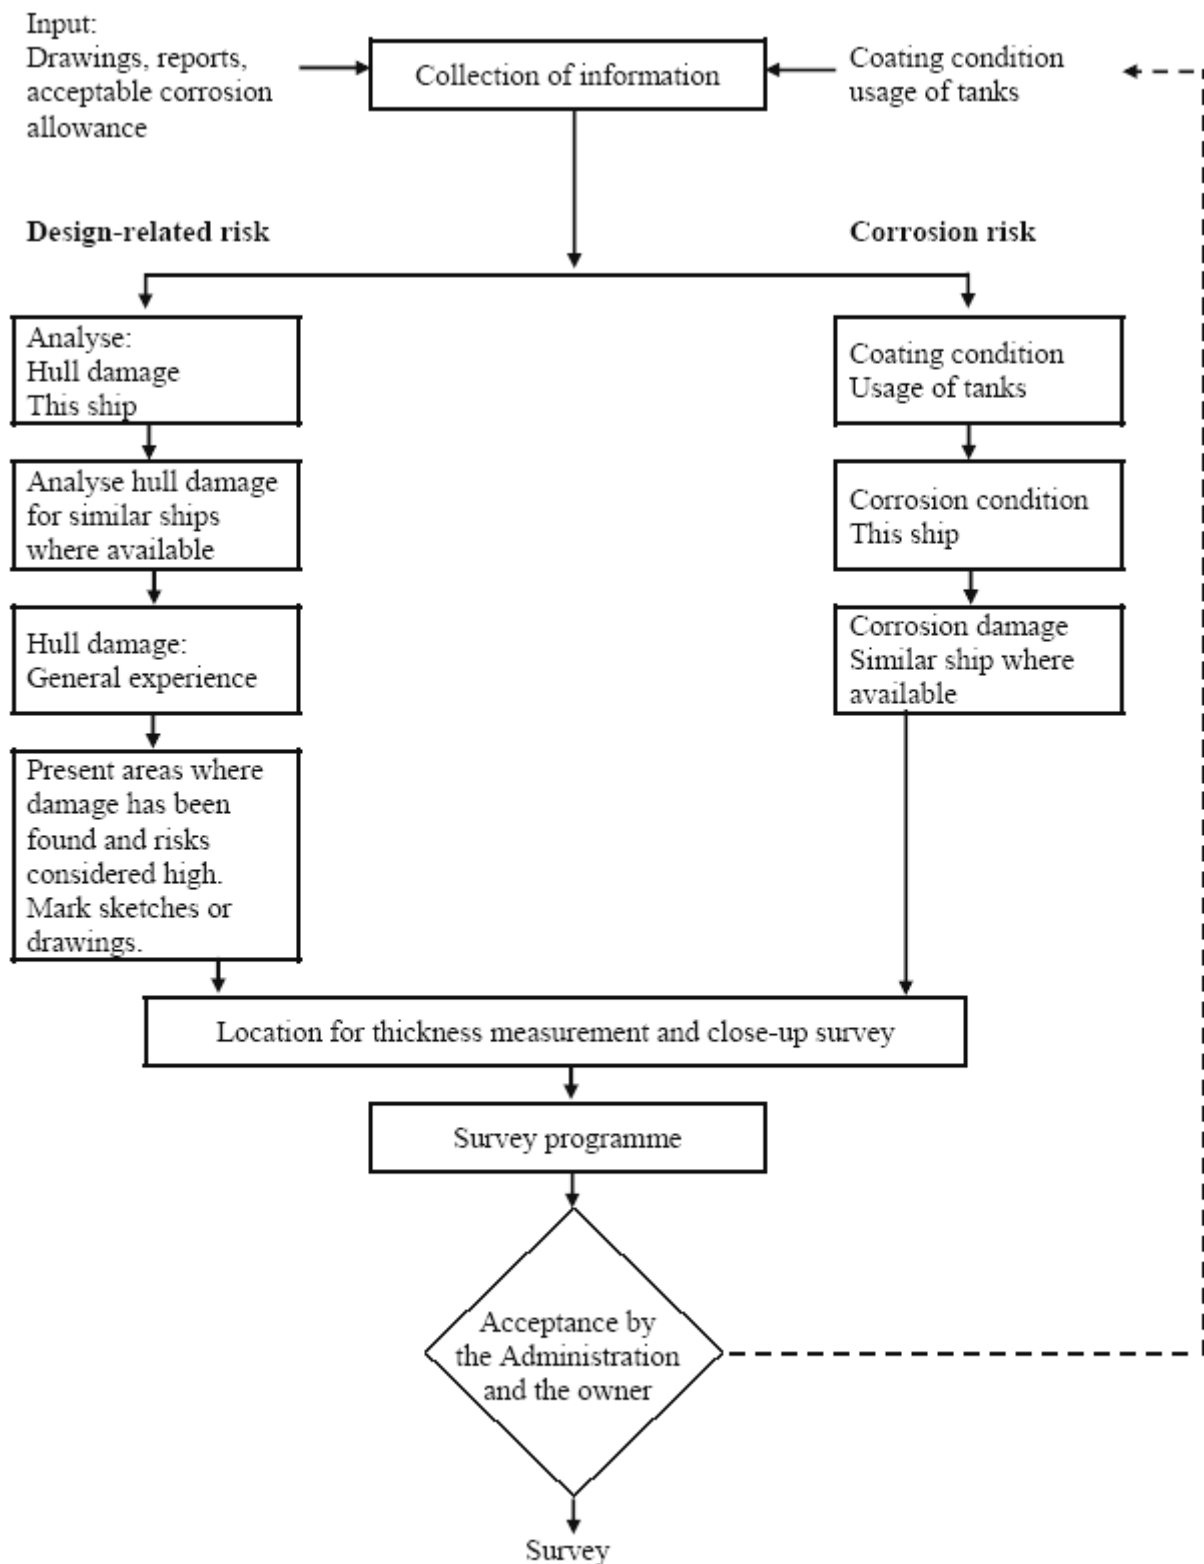 Input:
Drawings, reports,
acceptable corrosion
allowance
Collection of information
Coating condition
usage of tanks
Design-related risk
Corrosion risk
Analyse:
Hull damage
This ship
Analyse hull damage
for similar ships
where available
Hull damage:
General experience
Present areas where
damage has been
found and risks
considered high.
Mark sketches or
drawings.
Coating condition
Usage of tanks
Corrosion condition
This ship
Corrosion damage
Similar ship where
available
Location for thickness measurement and close-up survey
Survey programme
Acceptance by
the Administration
and the owner
Survey